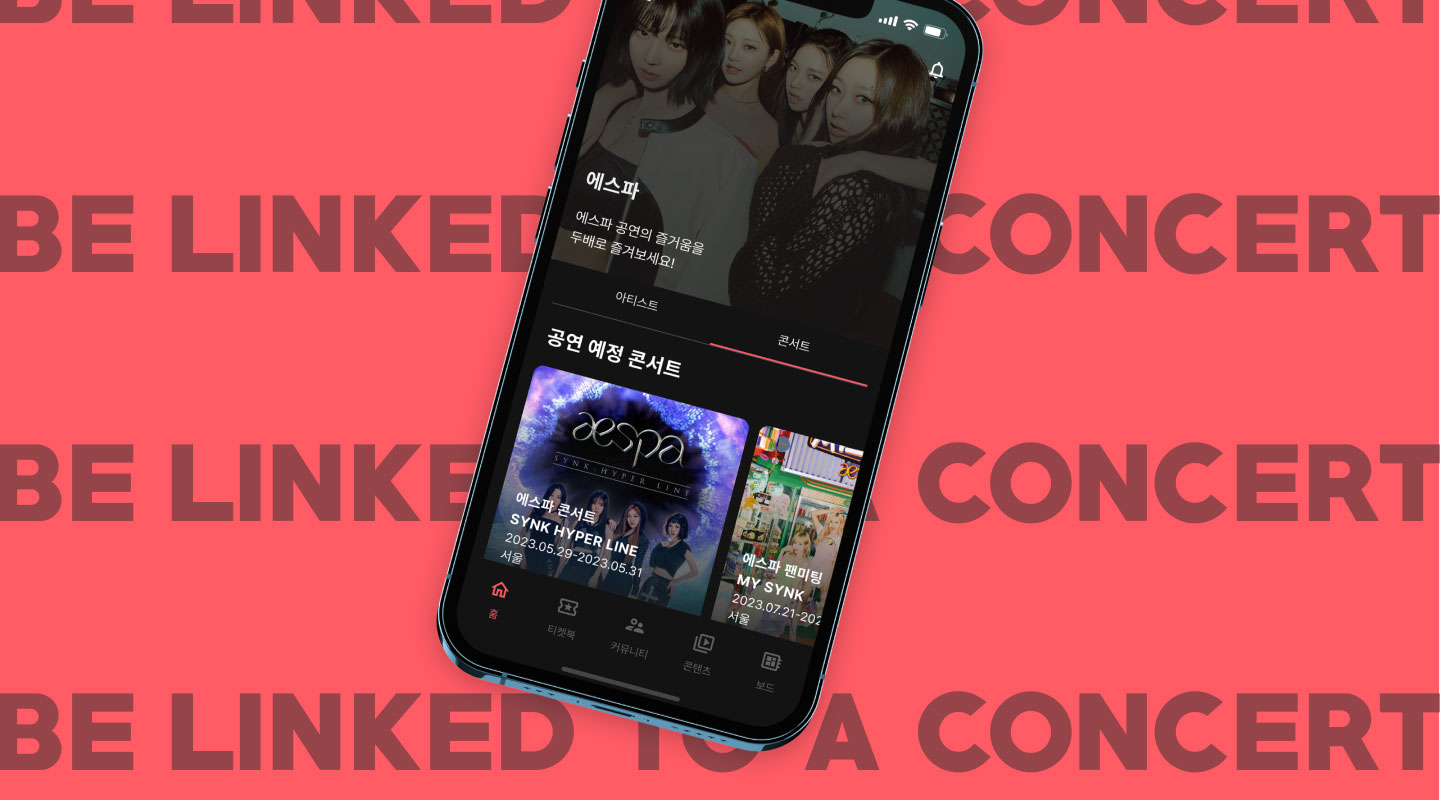 BE LINKED CONCERT
BE LINKED CONCERT
에스파
에스파 공연의 즐거움을
두배로 즐겨보세요!
아티스트
콘서트
공연 예정 콘서트
aespa
SYNK : HYPER LINE
에스파 콘서트
SYNK HYPER LINE
2023.05.29-2023.05.31
서울
에스파 팬미팅
MY SYNK
2023.07.21-202
서울
BE LINKE A CONCERT
홈
티켓북
커뮤니티
콘텐츠
보드
BE LINKED TO A CONCERT